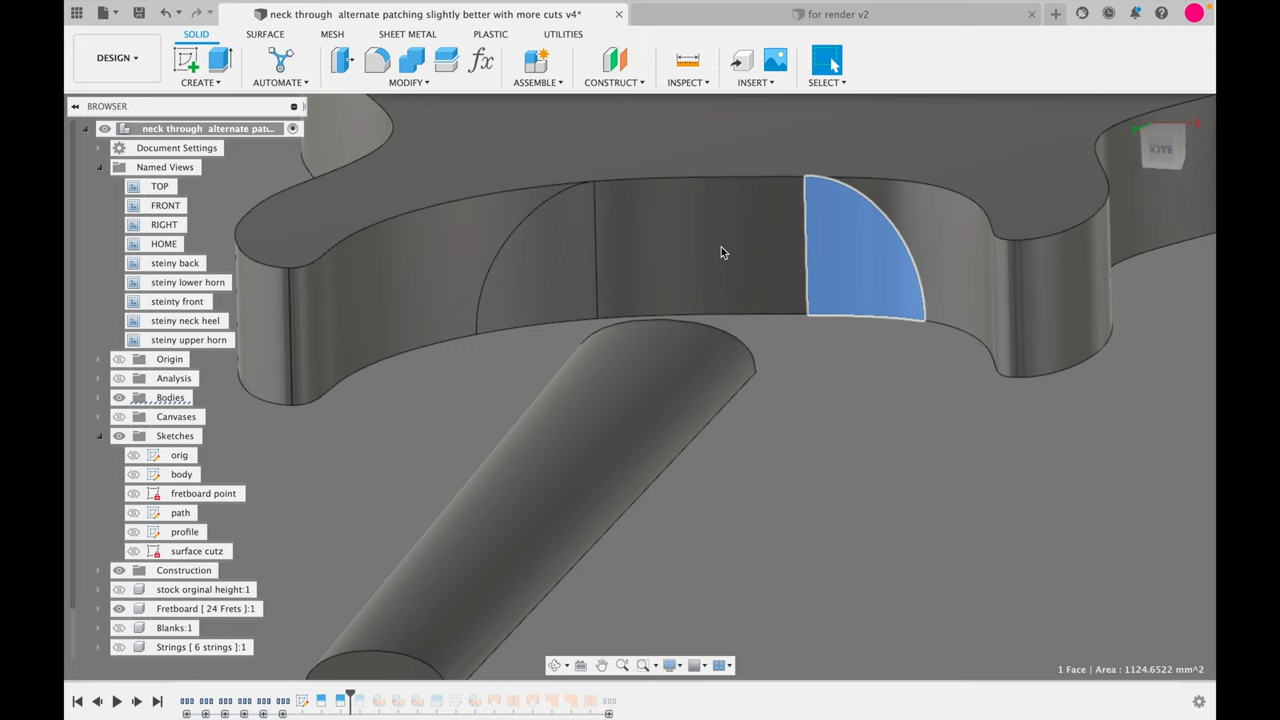 neck through  alternate patching slightly better with more cuts v4*
for render v2
DESIGN
SOLID SURFACE MESH SHEET METAL PLASTIC UTILITIES
fx
CREATE AUTOMATE MODIFY ASSEMBLE CONSTRUCT INSPECT INSERT SELECT
BROWSER
neck through  alternate patc...
Document Settings
Named Views
TOP
FRONT
RIGHT
HOME
steiny back
steiny lower horn
steinty front
steiny neck heel
steiny upper horn
Origin
Analysis
Bodies
Canvases
Sketches
orig
body
fretboard point
path
profile
surface cutz
Construction
stock orginal height:1
Fretboard [ 24 Frets ]:1
Blanks:1
Strings [ 6 strings ]:1
BACK
X
1 Face | Area : 1124.6522 mm^2